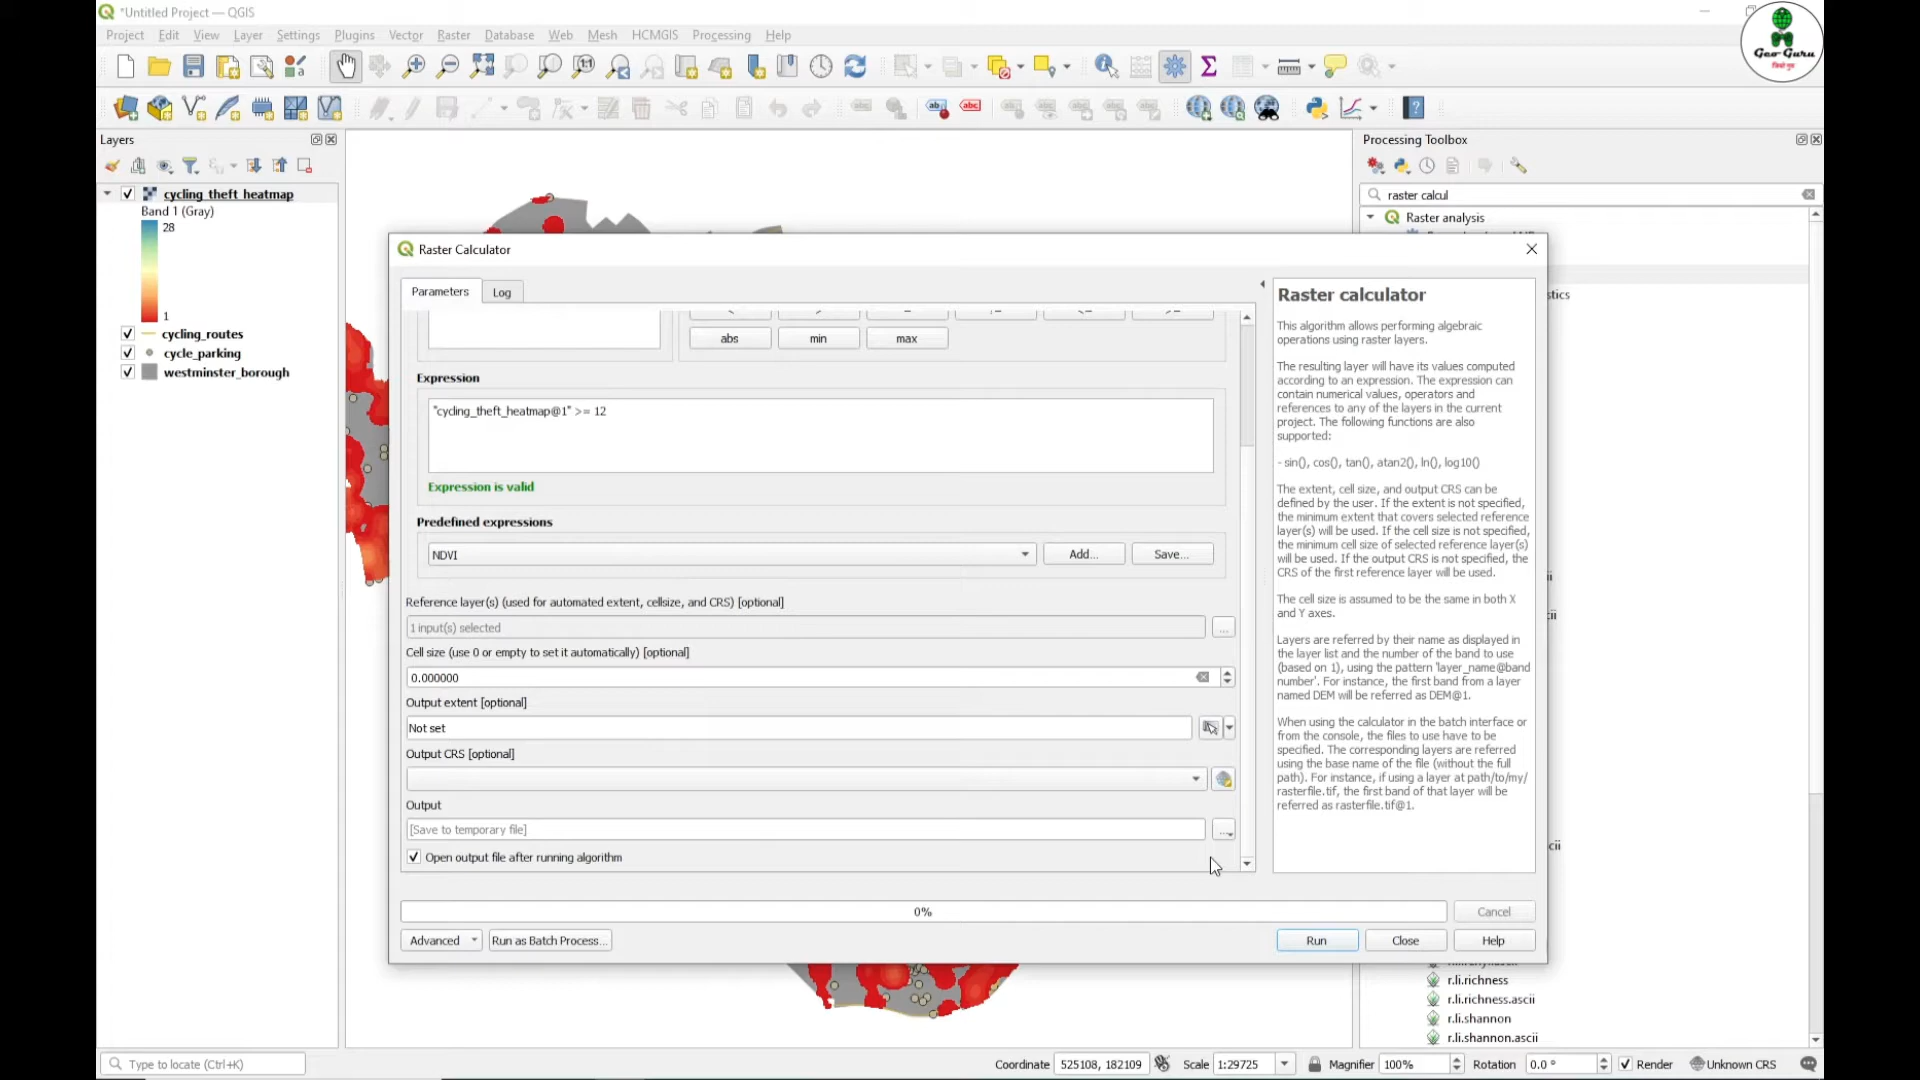 *Untitled Project — QGIS
Project Edit View Layer Settings Plugins Vector Raster Database Web Mesh HCMGIS Processing Help
Geo Guru
Layers
Processing Toolbox
cycling_theft_heatmap
raster calcul
Band 1 (Gray)
Raster analysis
28
Raster Calculator
stics
Parameters
Log
Raster calculator
1
This algorithm allows performing algebraic
operations using raster layers.
cycling_routes
abs
min
max
cycle_parking
The resulting layer will have its values computed
westminster_borough
according to an expression. The expression can
Expression
contain numerical values, operators and
references to any of the layers in the current
"cycling_theft_heatmap@1" >= 12
project. The following functions are also
supported:
- sin(), cos(), tan(), atan2(), ln(), log10()
Expression is valid
The extent, cell size, and output CRS can be
defined by the user. If the extent is not specified,
Predefined expressions
the minimum extent that covers selected reference
layer(s) will be used. If the cell size is not specified,
NDVI
Add...
Save...
the minimum cell size of selected reference layer(s)
will be used. If the output CRS is not specified, the
CRS of the first reference layer will be used.
ii
Reference layer(s) (used for automated extent, cellsize, and CRS) [optional]
The cell size is assumed to be the same in both X
and Y axes.
cii
1 input(s) selected
...
Layers are referred by their name as displayed in
Cell size (use 0 or empty to set it automatically) [optional]
the layer list and the number of the band to use
(based on 1), using the pattern 'layer_name@band
0.000000
number'. For instance, the first band from a layer
named DEM will be referred as DEM@1.
Output extent [optional]
When using the calculator in the batch interface or
Not set
from the console, the files to use have to be
Output CRS [optional]
specified. The corresponding layers are referred
using the base name of the file (without the full
path). For instance, if using a layer at path/to/my/
rasterfile.tif, the first band of that layer will be
Output
referred as rasterfile.tif@1.
[Save to temporary file]
...
cii
Open output file after running algorithm
0%
Cancel
Advanced
Run as Batch Process...
Run
Close
Help
r.li.richness
r.li.richness.ascii
r.li.shannon
r.li.shannon.ascii
Type to locate (Ctrl+K)
Coordinate 525108, 182109 Scale 1:29725 Magnifier 100% Rotation 0.0 ° Render Unknown CRS